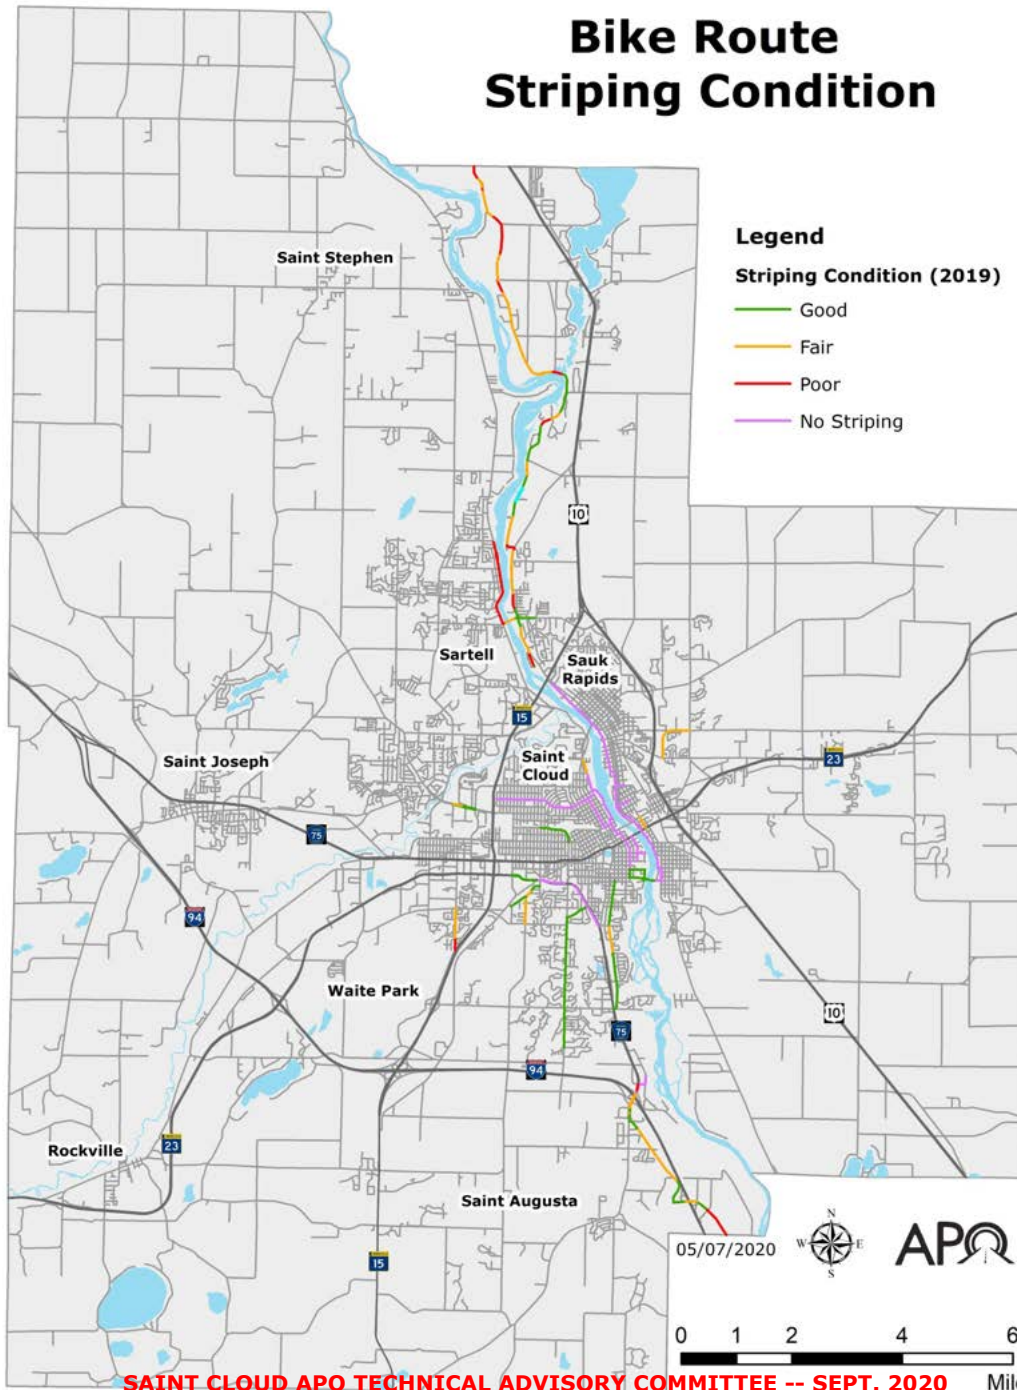 Bike Route
Striping Condition
Legend
Striping Condition (2019)
Good
Fair
Poor
No Striping
Saint Stephen
10
Sartell
Sauk
Rapids
15
Saint Joseph
Saint
Cloud
23
75
94
Waite Park
10
75
94
Rockville
23
Saint Augusta
15
05/07/2020
N
W E
S
APO
0 1 2 4 6
Mile
SAINT CLOUD APO TECHNICAL ADVISORY COMMITTEE -- SEPT. 2020